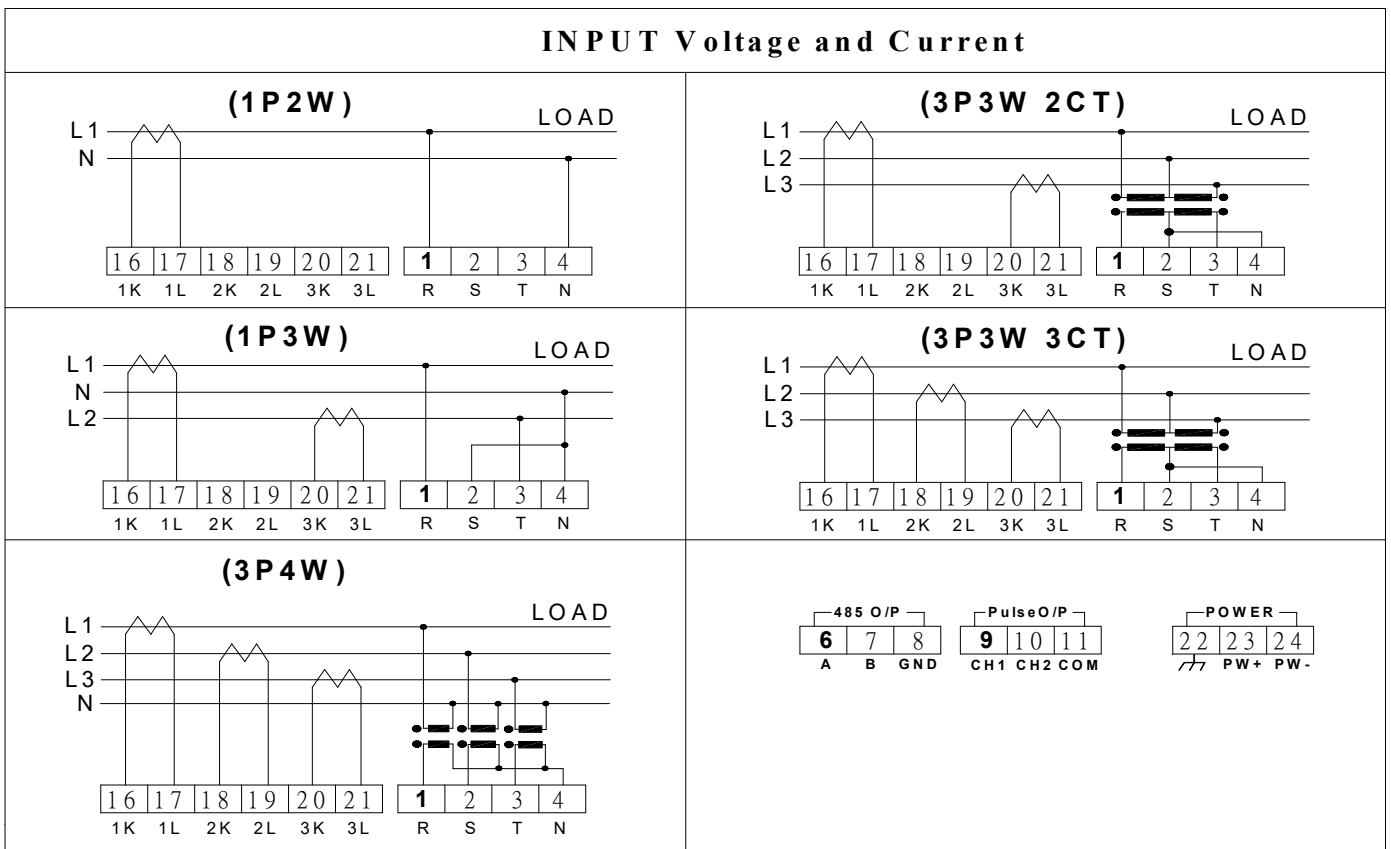 INPUT Voltage and Current
(1P2W)
LOAD
L1
N
16 17 18 19 20 21 1 2 3 4
1K 1L 2K 2L 3K 3L R S T N
(3P3W 2CT)
LOAD
L1
L2
L3
16 17 18 19 20 21 1 2 3 4
1K 1L 2K 2L 3K 3L R S T N
(1P3W)
LOAD
L1
N
L2
16 17 18 19 20 21 1 2 3 4
1K 1L 2K 2L 3K 3L R S T N
(3P3W 3CT)
LOAD
L1
L2
L3
16 17 18 19 20 21 1 2 3 4
1K 1L 2K 2L 3K 3L R S T N
(3P4W)
LOAD
L1
L2
L3
N
16 17 18 19 20 21 1 2 3 4
1K 1L 2K 2L 3K 3L R S T N
485 O/P PulseO/P POWER
6 7 8 9 10 11 22 23 24
A B GND CH1 CH2 COM PW+ PW-